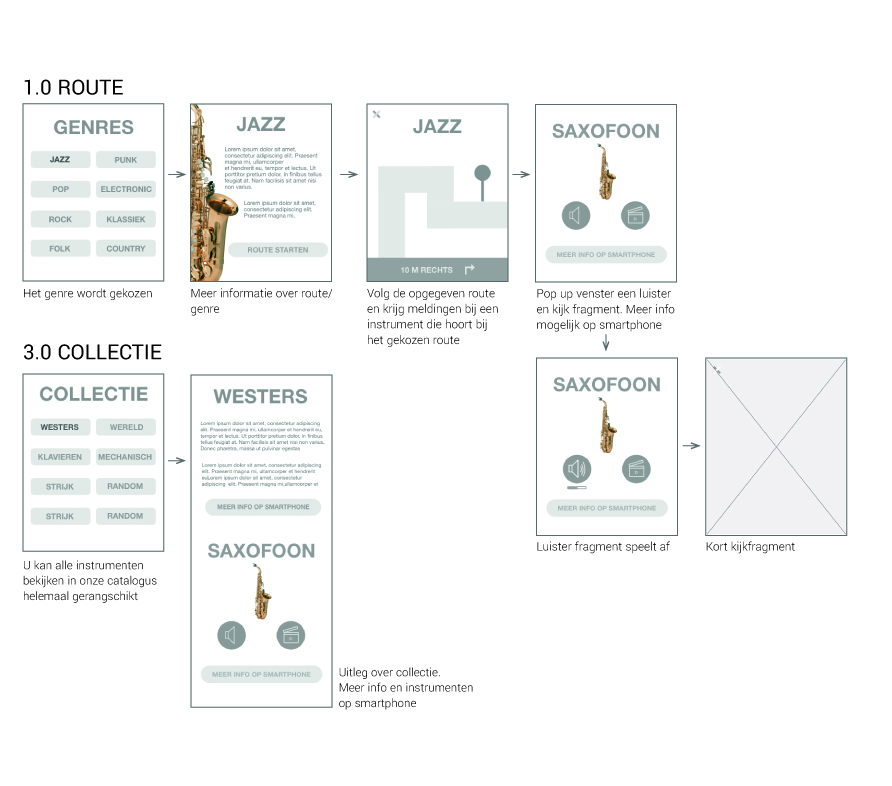 1.0 ROUTE
GENRES
JAZZ PUNK
POP ELECTRONIC
ROCK KLASSIEK
FOLK COUNTRY
Het genre wordt gekozen
JAZZ
Lorem ipsum dolor sit amet,
consectetur adipiscing elit. Praesent
magna mi, ullamcorper
et hendrerit eu, tempor et lectus. Ut
porttitor pretium dolor, in finibus tellus
feugiat at. Nam facilisis sit amet nisi
non varius.
Lorem ipsum dolor sit amet,
consectetur adipiscing elit.
Praesent magna mi,
ROUTE STARTEN
Meer informatie over route/
genre
JAZZ
10 M RECHTS
Volg de opgegeven route
en krijg meldingen bij een
instrument die hoort bij
het gekozen route
SAXOFOON
MEER INFO OP SMARTPHONE
Pop up venster een luister
en kijk fragment. Meer info
mogelijk op smartphone
SAXOFOON
MEER INFO OP SMARTPHONE
Luister fragment speelt af
Kort kijkfragment
3.0 COLLECTIE
COLLECTIE
WESTERS WERELD
KLAVIEREN MECHANISCH
STRIJK RANDOM
STRIJK RANDOM
U kan alle instrumenten
bekijken in onze catalogus
helemaal gerangschikt
WESTERS
Lorem ipsum dolor sit amet, consectetur adipiscing
elit. Praesent magna mi, ullamcorper et hendrerit eu,
tempor et lectus. Ut porttitor pretium dolor, in finibus
tellus feugiat at. Nam facilisis sit amet nisi non varius.
Donec pharetra, massa ut pulvinar egestas
Lorem ipsum dolor sit amet, consectetur adipiscing
elit. Praesent magna mi, ullamcorper et hendrerit
euLorem ipsum dolor sit amet, consectetur
adipiscing elit. Praesent magna mi,ullamcorper et
MEER INFO OP SMARTPHONE
SAXOFOON
MEER INFO OP SMARTPHONE
Uitleg over collectie.
Meer info en instrumenten
op smartphone